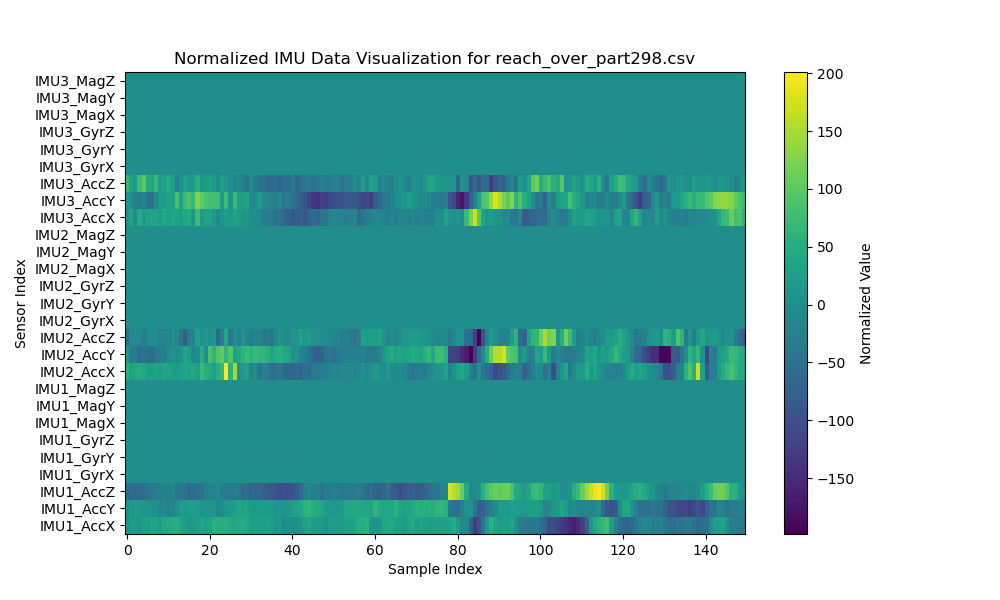 Normalized IMU Data Visualization for reach_over_part298.csv
IMU3_MagZ
IMU3_MagY
IMU3_MagX
IMU3_GyrZ
IMU3_GyrY
IMU3_GyrX
IMU3_AccZ
IMU3_AccY
IMU3_AccX
IMU2_MagZ
IMU2_MagY
IMU2_MagX
IMU2_GyrZ
IMU2_GyrY
IMU2_GyrX
IMU2_AccZ
IMU2_AccY
IMU2_AccX
IMU1_MagZ
IMU1_MagY
IMU1_MagX
IMU1_GyrZ
IMU1_GyrY
IMU1_GyrX
IMU1_AccZ
IMU1_AccY
IMU1_AccX
Sensor Index
0 20 40 60 80 100 120 140
Sample Index
200
150
100
50
0
−50
−100
−150
Normalized Value